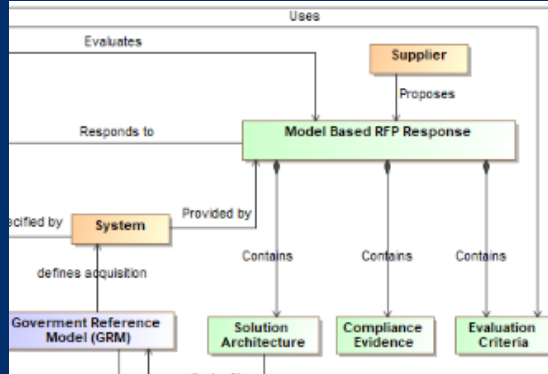 Uses
Evaluates
Supplier
Proposes
Responds to
Model Based RFP Response
ecified by
System
Provided by
Contains
Contains
Contains
defines acquisition
Goverment Reference
Model (GRM)
Solution
Architecture
Compliance
Evidence
Evaluation
Criteria